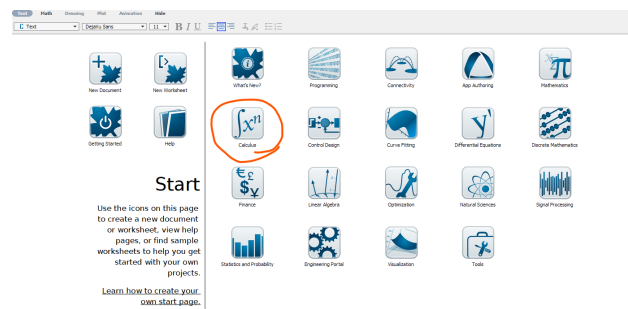 Text Math Drawing Plot Animation Hide
C Text DejaVu Sans 11 B I U
New Document New Worksheet
Getting Started Help
Start
Use the icons on this page
to create a new document
or worksheet, view help
pages, or find sample
worksheets to help you get
started with your own
projects.
Learn how to create your
own start page.
What's New? Programming Connectivity App Authoring Mathematics
Calculus Control Design Curve Fitting Differential Equations Discrete Mathematics
Finance Linear Algebra Optimization Natural Sciences Signal Processing
Statistics and Probability Engineering Portal Visualization Tools